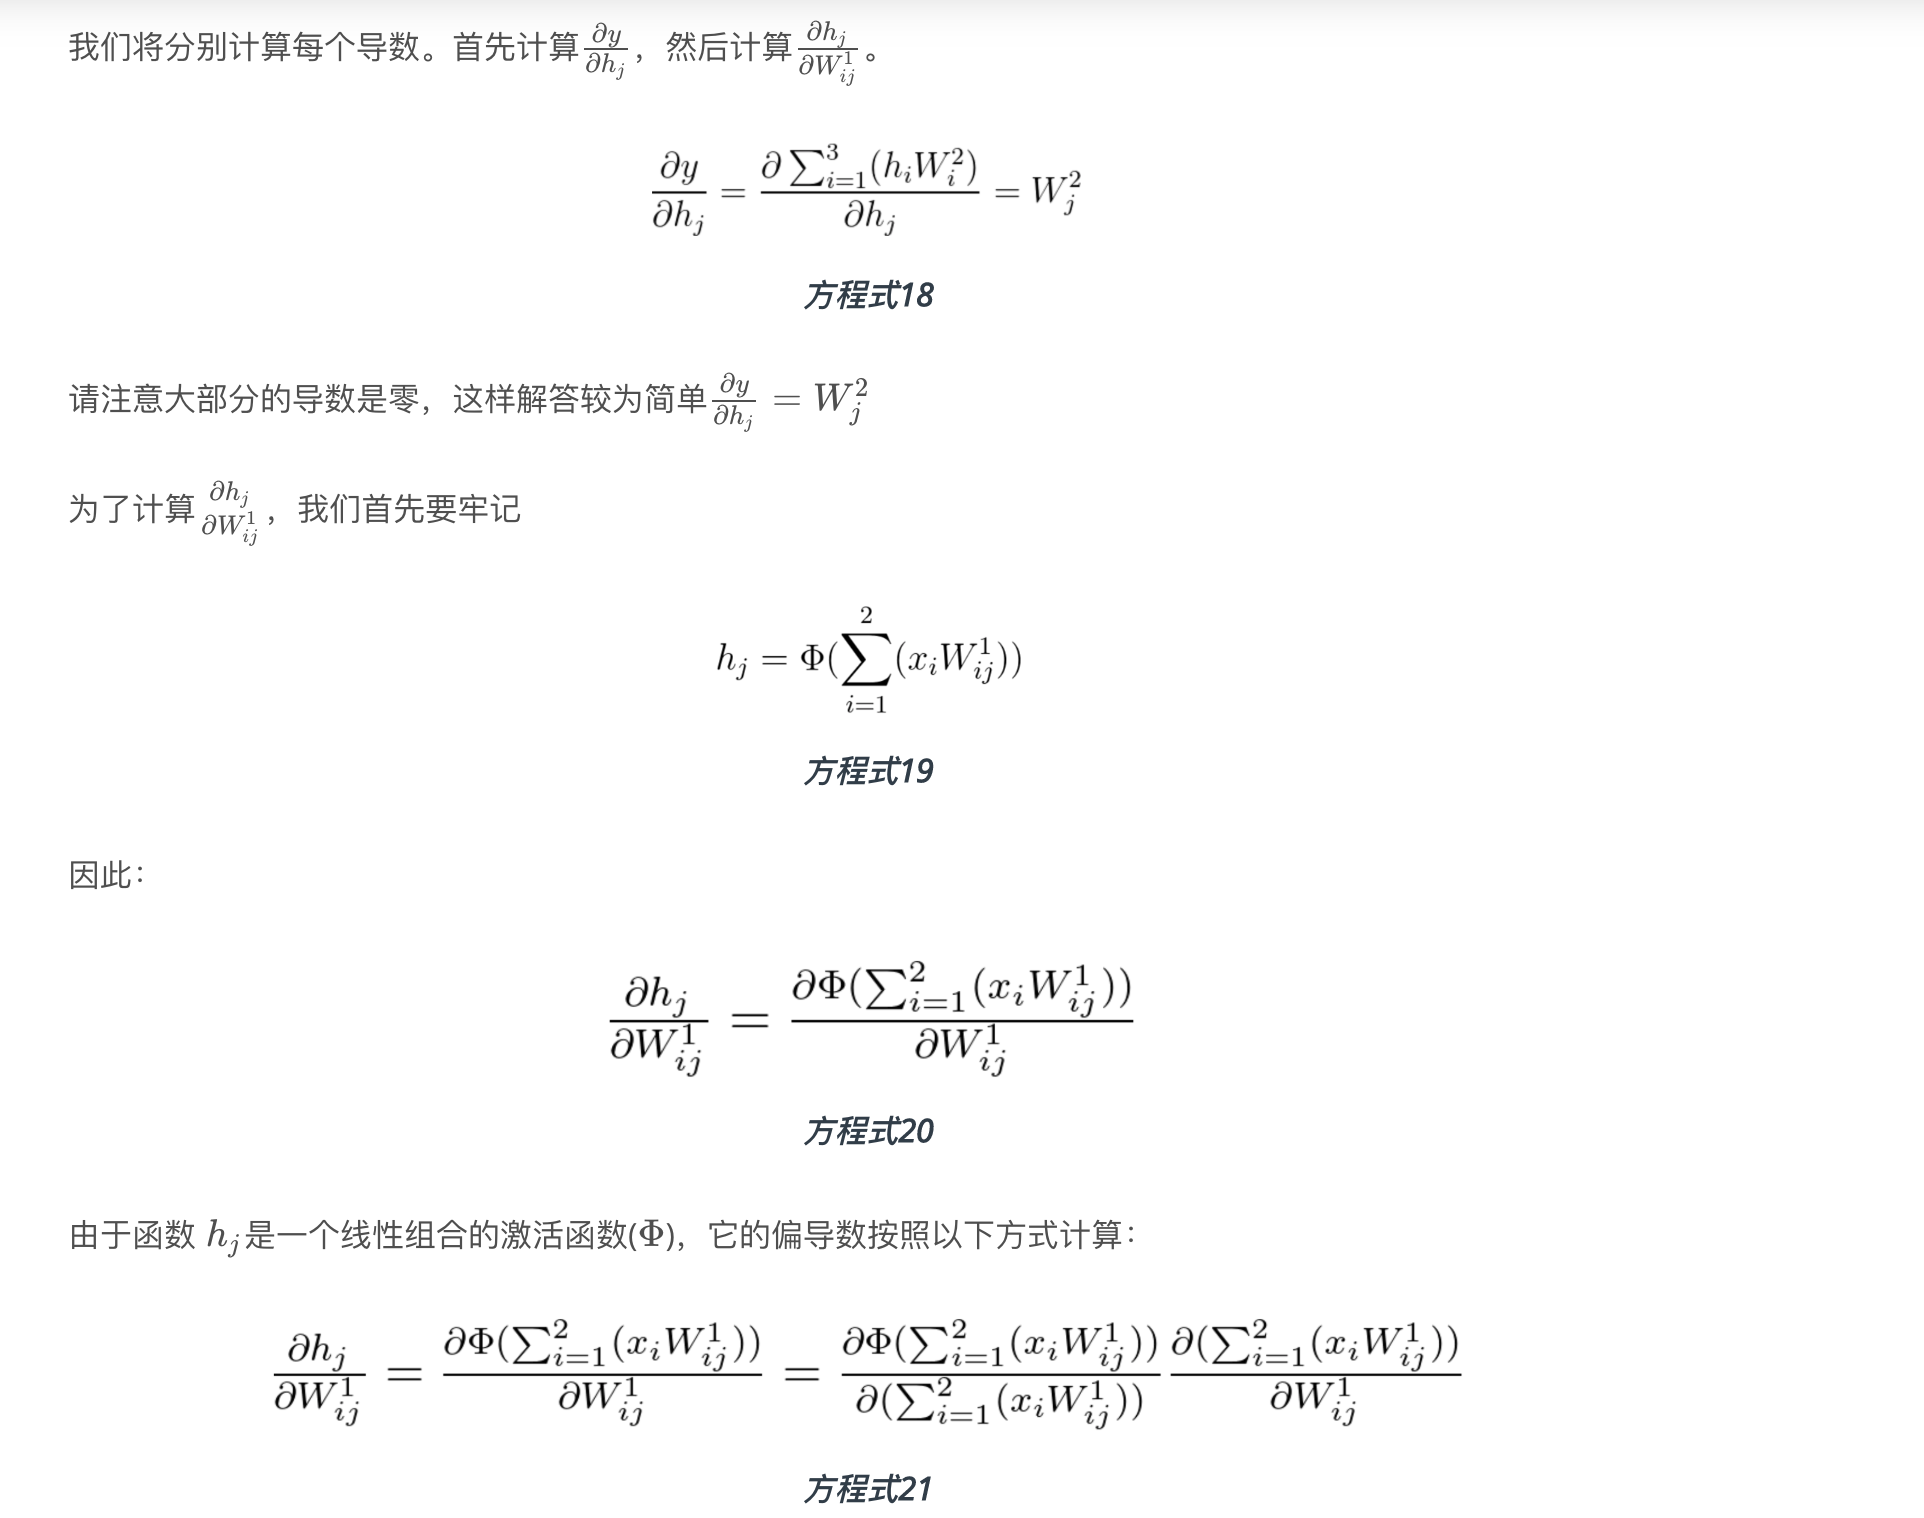 我们将分别计算每个导数。首先计算 $\frac{\partial y}{\partial h_j}$，然后计算 $\frac{\partial h_j}{\partial W_{ij}^1}$。
$\frac{\partial y}{\partial h_j} = \frac{\partial \sum_{i=1}^{3}(h_i W_i^2)}{\partial h_j} = W_j^2$
方程式18
请注意大部分的导数是零，这样解答较为简单 $\frac{\partial y}{\partial h_j} = W_j^2$
为了计算 $\frac{\partial h_j}{\partial W_{ij}^1}$，我们首先要牢记
$h_j = \Phi(\sum_{i=1}^{2}(x_i W_{ij}^1))$
方程式19
因此：
$\frac{\partial h_j}{\partial W_{ij}^1} = \frac{\partial \Phi(\sum_{i=1}^{2}(x_i W_{ij}^1))}{\partial W_{ij}^1}$
方程式20
由于函数 $h_j$是一个线性组合的激活函数($\Phi$)，它的偏导数按照以下方式计算：
$\frac{\partial h_j}{\partial W_{ij}^1} = \frac{\partial \Phi(\sum_{i=1}^{2}(x_i W_{ij}^1))}{\partial W_{ij}^1} = \frac{\partial \Phi(\sum_{i=1}^{2}(x_i W_{ij}^1))}{\partial (\sum_{i=1}^{2}(x_i W_{ij}^1))} \frac{\partial (\sum_{i=1}^{2}(x_i W_{ij}^1))}{\partial W_{ij}^1}$
方程式21